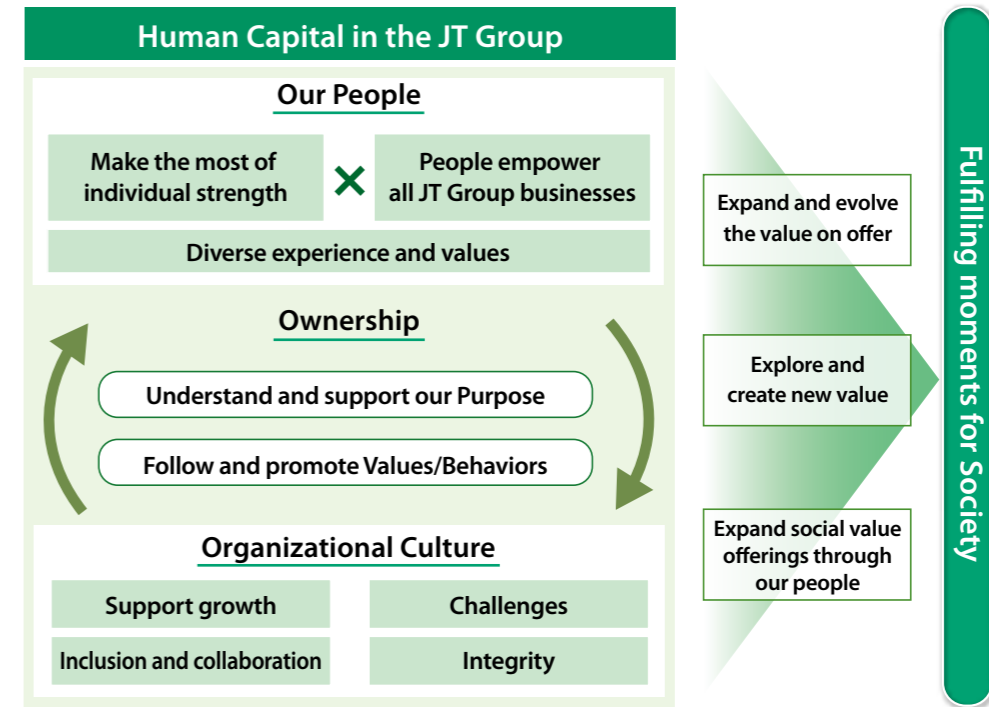 Human Capital in the JT Group
Our People
Make the most of
individual strength
×
People empower
all JT Group businesses
Diverse experience and values
Ownership
Understand and support our Purpose
Follow and promote Values/Behaviors
Organizational Culture
Support growth
Challenges
Inclusion and collaboration
Integrity
Expand and evolve
the value on offer
Explore and
create new value
Expand social value
offerings through
our people
Fulfilling moments for Society